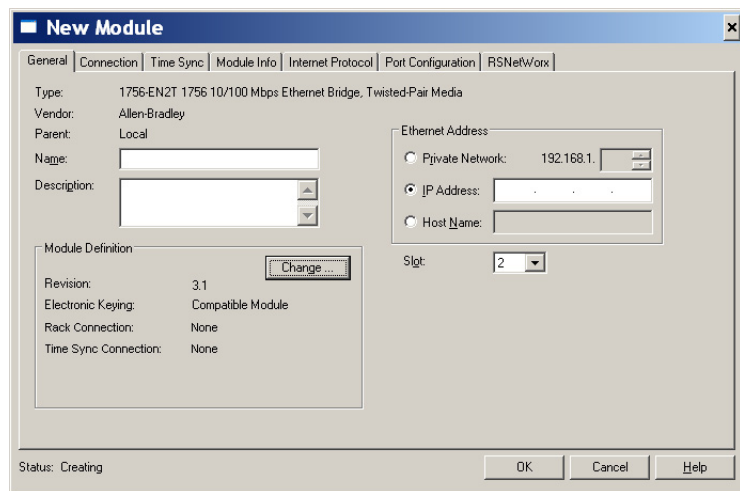 New Module
General Connection Time Sync Module Info Internet Protocol Port Configuration RSNetWorx
Type: 1756-EN2T 1756 10/100 Mbps Ethernet Bridge, Twisted-Pair Media
Vendor: Allen-Bradley
Parent: Local
Name:
Description:
Ethernet Address
Private Network: 192.168.1.
IP Address: . . .
Host Name:
Slot: 2
Module Definition
Change ...
Revision: 3.1
Electronic Keying: Compatible Module
Rack Connection: None
Time Sync Connection: None
Status: Creating
OK Cancel Help